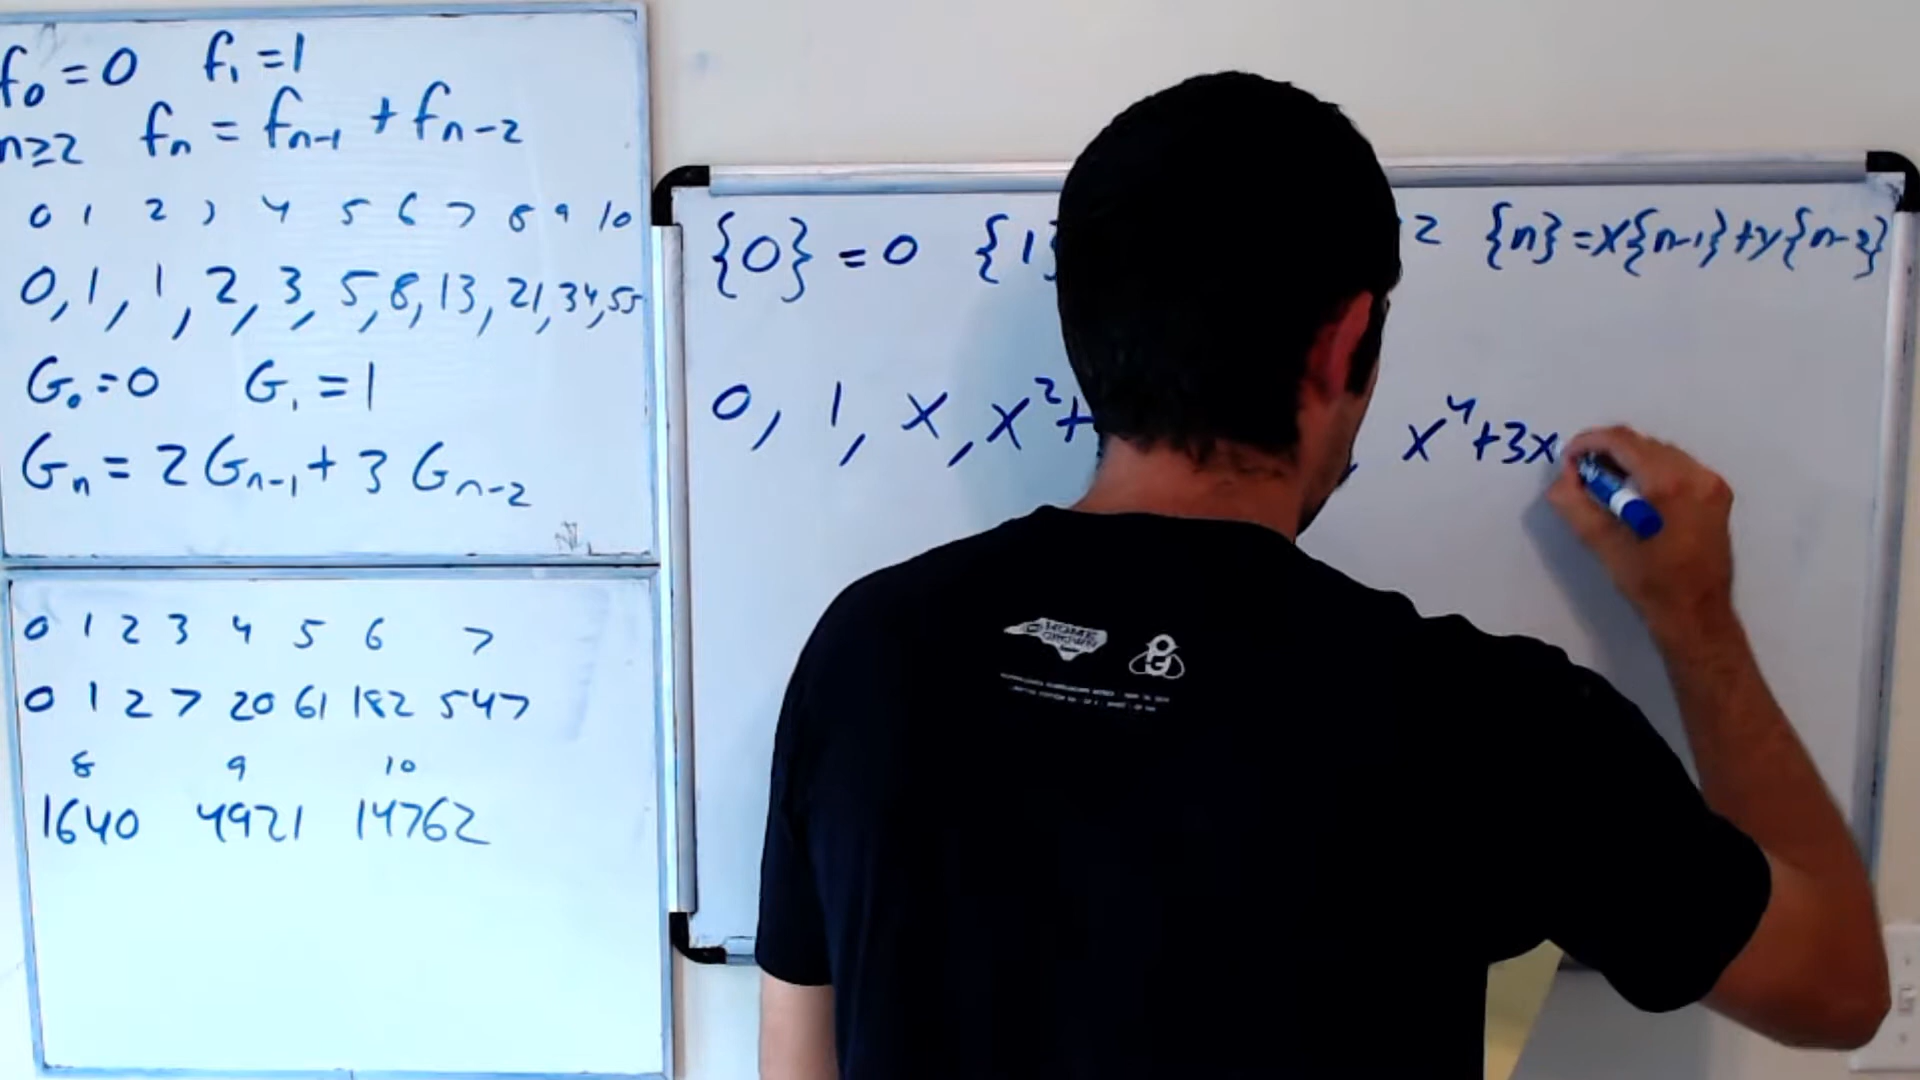 f₀ = 0 f₁ = 1
n≥2 fₙ = fₙ₋₁ + fₙ₋₂
0 1 2 3 4 5 6 7 8 9 10
0, 1, 1, 2, 3, 5, 8, 13, 21, 34, 55
G₀ = 0 G₁ = 1
Gₙ = 2Gₙ₋₁ + 3Gₙ₋₂
0 1 2 3 4 5 6 7
0 1 2 7 20 61 182 547
8 9 10
1640 4921 14762
{0} = 0 {1} 2 {n} = x{n-1} + y{n-2}
0, 1, x, x² + , x⁴ + 3x